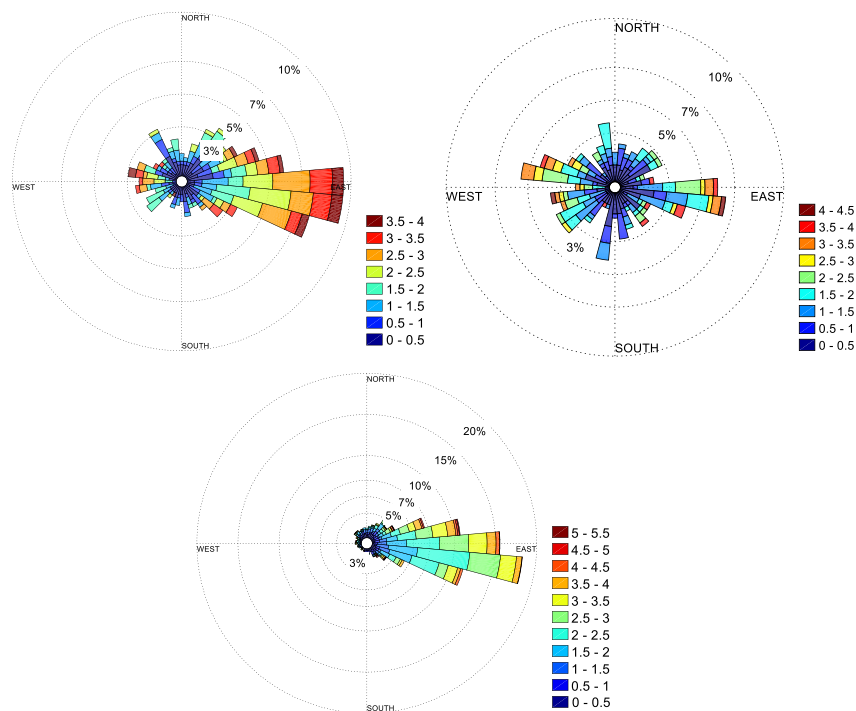 NORTH
10%
7%
5%
3%
WEST
EAST
SOUTH
3.5 - 4
3 - 3.5
2.5 - 3
2 - 2.5
1.5 - 2
1 - 1.5
0.5 - 1
0 - 0.5
NORTH
10%
7%
5%
3%
WEST
EAST
SOUTH
4 - 4.5
3.5 - 4
3 - 3.5
2.5 - 3
2 - 2.5
1.5 - 2
1 - 1.5
0.5 - 1
0 - 0.5
NORTH
20%
15%
10%
7%
5%
3%
WEST
EAST
SOUTH
5 - 5.5
4.5 - 5
4 - 4.5
3.5 - 4
3 - 3.5
2.5 - 3
2 - 2.5
1.5 - 2
1 - 1.5
0.5 - 1
0 - 0.5